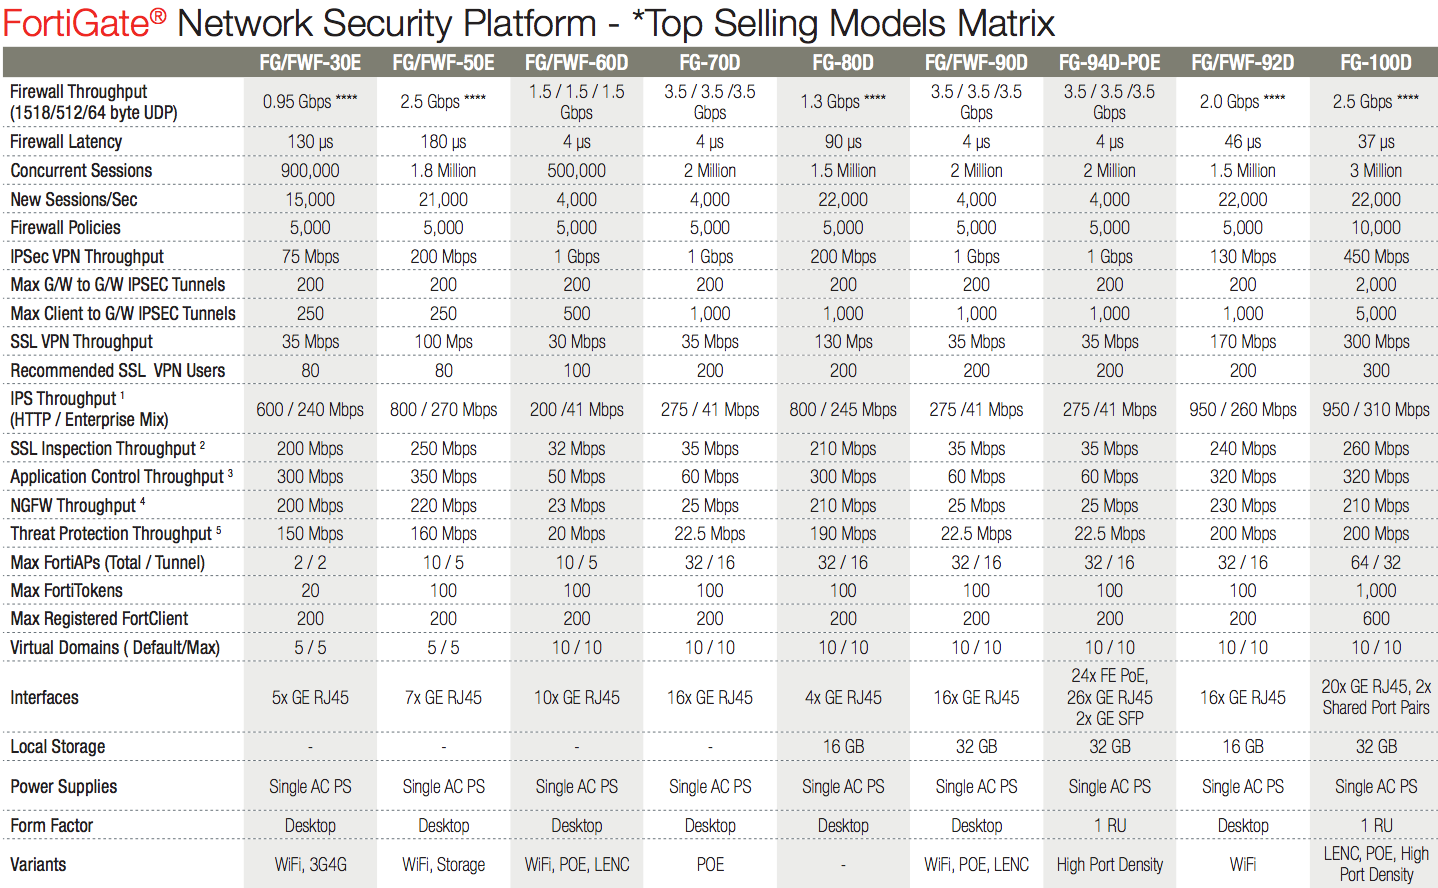 FortiGate® Network Security Platform - *Top Selling Models Matrix
FG/FWF-30E FG/FWF-50E FG/FWF-60D FG-70D FG-80D FG/FWF-90D FG-94D-POE FG/FWF-92D FG-100D
Firewall Throughput (1518/512/64 byte UDP) 0.95 Gbps **** 2.5 Gbps **** 1.5 / 1.5 / 1.5 Gbps 3.5 / 3.5 /3.5 Gbps 1.3 Gbps **** 3.5 / 3.5 /3.5 Gbps 3.5 / 3.5 /3.5 Gbps 2.0 Gbps **** 2.5 Gbps ****
Firewall Latency 130 µs 180 µs 4 µs 4 µs 90 µs 4 µs 4 µs 46 µs 37 µs
Concurrent Sessions 900,000 1.8 Million 500,000 2 Million 1.5 Million 2 Million 2 Million 1.5 Million 3 Million
New Sessions/Sec 15,000 21,000 4,000 4,000 22,000 4,000 4,000 22,000 22,000
Firewall Policies 5,000 5,000 5,000 5,000 5,000 5,000 5,000 5,000 10,000
IPSec VPN Throughput 75 Mbps 200 Mbps 1 Gbps 1 Gbps 200 Mbps 1 Gbps 1 Gbps 130 Mbps 450 Mbps
Max G/W to G/W IPSEC Tunnels 200 200 200 200 200 200 200 200 2,000
Max Client to G/W IPSEC Tunnels 250 250 500 1,000 1,000 1,000 1,000 1,000 5,000
SSL VPN Throughput 35 Mbps 100 Mps 30 Mbps 35 Mbps 130 Mps 35 Mbps 35 Mbps 170 Mbps 300 Mbps
Recommended SSL VPN Users 80 80 100 200 200 200 200 200 300
IPS Throughput 1 (HTTP / Enterprise Mix) 600 / 240 Mbps 800 / 270 Mbps 200 /41 Mbps 275 / 41 Mbps 800 / 245 Mbps 275 /41 Mbps 275 /41 Mbps 950 / 260 Mbps 950 / 310 Mbps
SSL Inspection Throughput 2 200 Mbps 250 Mbps 32 Mbps 35 Mbps 210 Mbps 35 Mbps 35 Mbps 240 Mbps 260 Mbps
Application Control Throughput 3 300 Mbps 350 Mbps 50 Mbps 60 Mbps 300 Mbps 60 Mbps 60 Mbps 320 Mbps 320 Mbps
NGFW Throughput 4 200 Mbps 220 Mbps 23 Mbps 25 Mbps 210 Mbps 25 Mbps 25 Mbps 230 Mbps 210 Mbps
Threat Protection Throughput 5 150 Mbps 160 Mbps 20 Mbps 22.5 Mbps 190 Mbps 22.5 Mbps 22.5 Mbps 200 Mbps 200 Mbps
Max FortiAPs (Total / Tunnel) 2 / 2 10 / 5 10 / 5 32 / 16 32 / 16 32 / 16 32 / 16 32 / 16 64 / 32
Max FortiTokens 20 100 100 100 100 100 100 100 1,000
Max Registered FortClient 200 200 200 200 200 200 200 200 600
Virtual Domains ( Default/Max) 5 / 5 5 / 5 10 / 10 10 / 10 10 / 10 10 / 10 10 / 10 10 / 10 10 / 10
Interfaces 5x GE RJ45 7x GE RJ45 10x GE RJ45 16x GE RJ45 4x GE RJ45 16x GE RJ45 24x FE PoE, 26x GE RJ45 2x GE SFP 16x GE RJ45 20x GE RJ45, 2x Shared Port Pairs
Local Storage - - - - 16 GB 32 GB 32 GB 16 GB 32 GB
Power Supplies Single AC PS Single AC PS Single AC PS Single AC PS Single AC PS Single AC PS Single AC PS Single AC PS Single AC PS
Form Factor Desktop Desktop Desktop Desktop Desktop Desktop 1 RU Desktop 1 RU
Variants WiFi, 3G4G WiFi, Storage WiFi, POE, LENC POE - WiFi, POE, LENC High Port Density WiFi LENC, POE, High Port Density